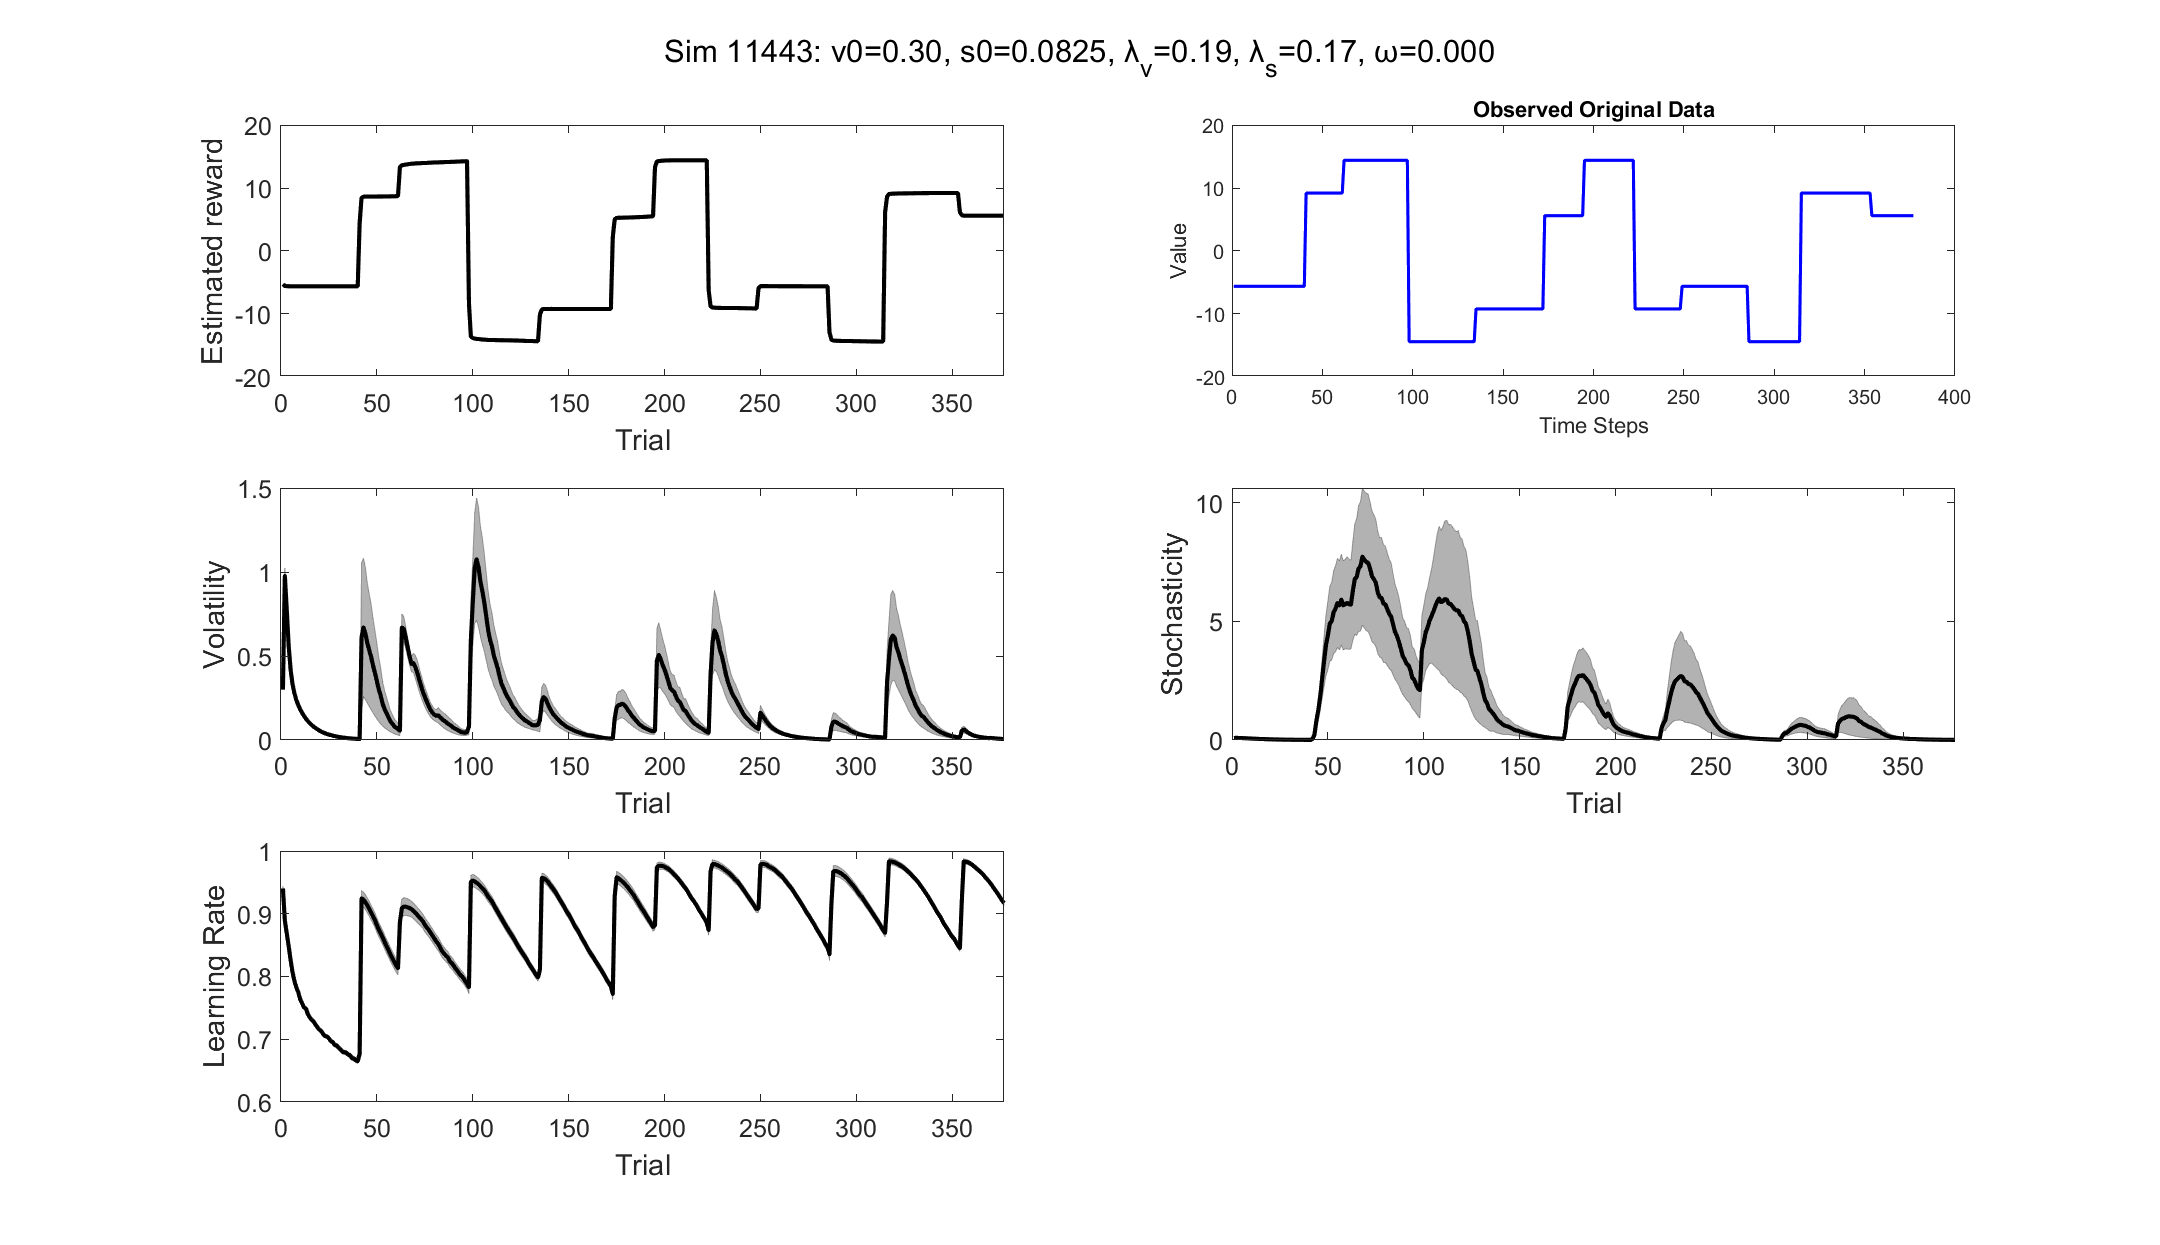 Sim 11443: v0=0.30, s0=0.0825, λ_v=0.19, λ_s=0.17, ω=0.000
Estimated reward
20
10
0
-10
-20
0 50 100 150 200 250 300 350
Trial
Observed Original Data
Value
20
10
0
-10
-20
0 50 100 150 200 250 300 350 400
Time Steps
Volatility
1.5
1
0.5
0
0 50 100 150 200 250 300 350
Trial
Stochasticity
10
5
0
0 50 100 150 200 250 300 350
Trial
Learning Rate
1
0.9
0.8
0.7
0.6
0 50 100 150 200 250 300 350
Trial